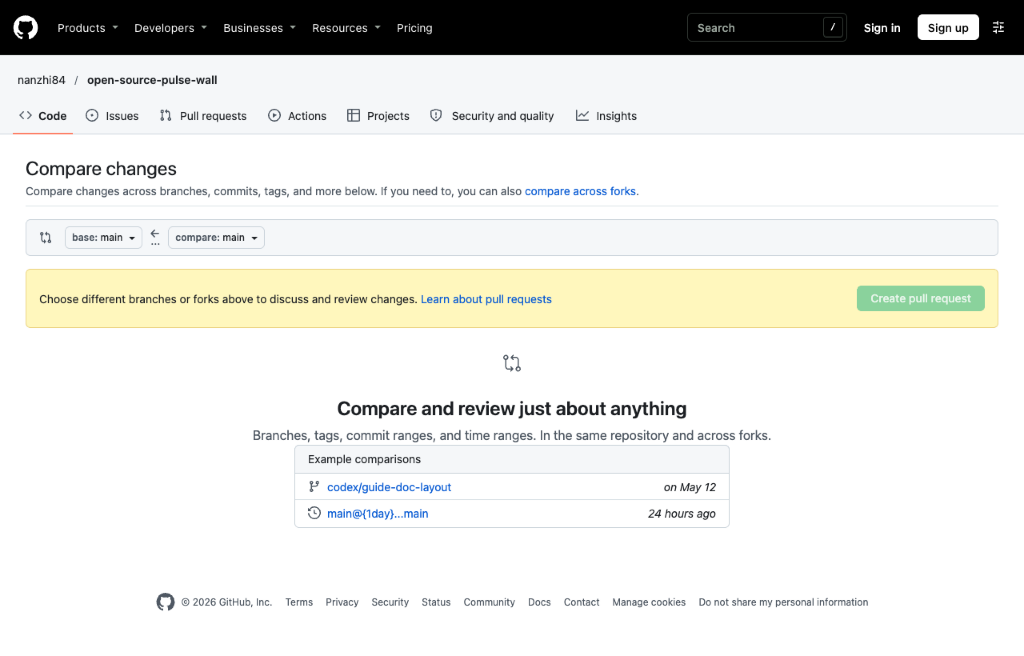 Products Developers Businesses Resources Pricing Search / Sign in Sign up
nanzhi84 / open-source-pulse-wall
Code Issues Pull requests Actions Projects Security and quality Insights
Compare changes
Compare changes across branches, commits, tags, and more below. If you need to, you can also compare across forks.
base: main ... compare: main
Choose different branches or forks above to discuss and review changes. Learn about pull requests Create pull request
Compare and review just about anything
Branches, tags, commit ranges, and time ranges. In the same repository and across forks.
Example comparisons
codex/guide-doc-layout on May 12
main@{1day}...main 24 hours ago
© 2026 GitHub, Inc. Terms Privacy Security Status Community Docs Contact Manage cookies Do not share my personal information